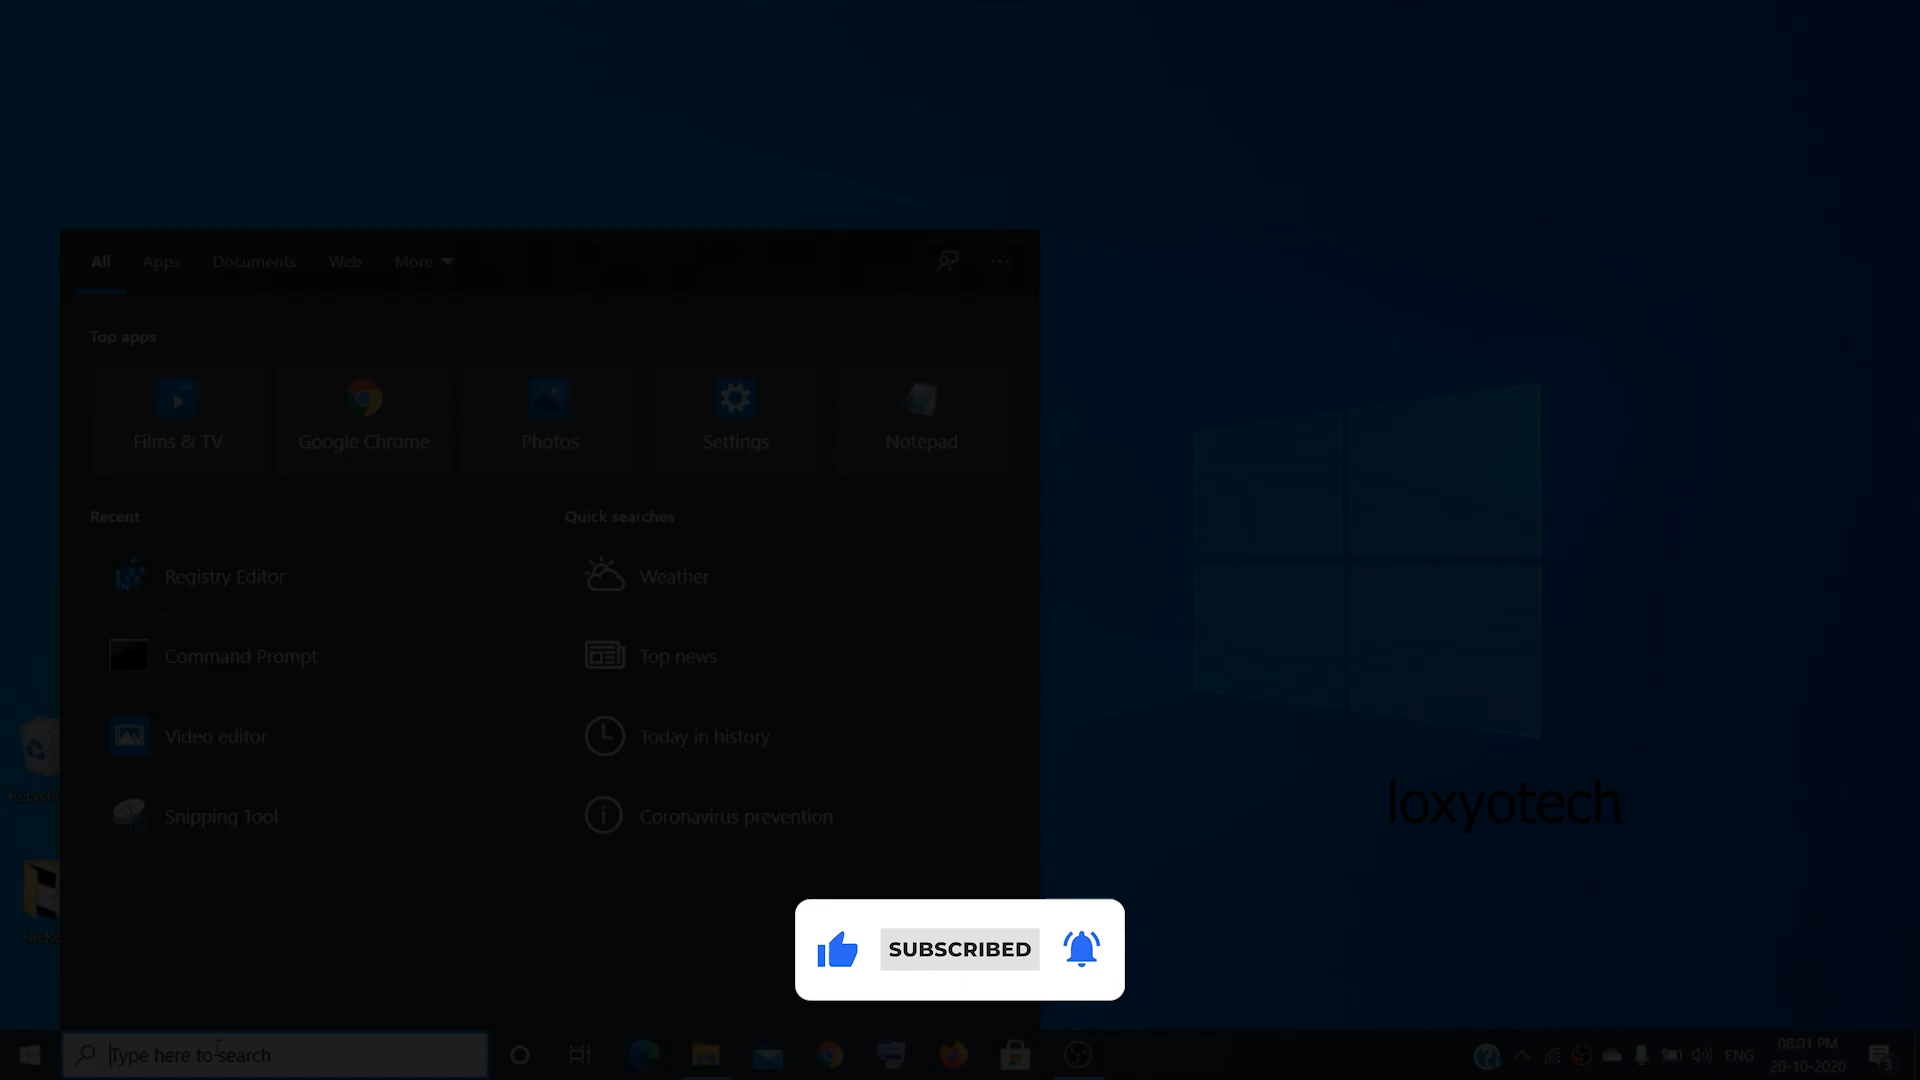 All Apps Documents Web More
Top apps
Films & TV Google Chrome Photos Settings Notepad
Recent Quick searches
Registry Editor Weather
Command Prompt Top news
Video editor Today in history
Snipping Tool Coronavirus prevention
loxyotech
SUBSCRIBED
Type here to search
ENG
08:01 PM
20-10-2020